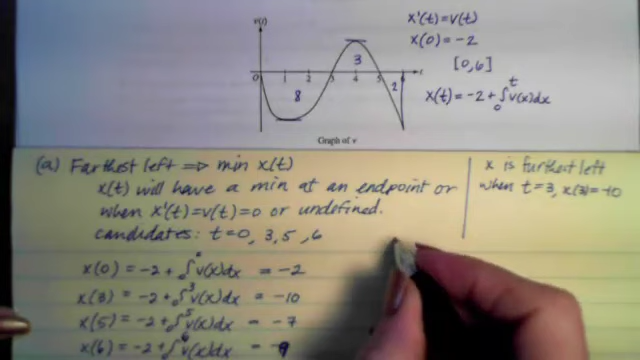 v(t)
x'(t) = v(t)
x(0) = -2
[0,6]
x(t) = -2 + ∫₀ᵗ v(x)dx
O 1 2 3 4 5 6 t
8
3
2
Graph of v
(a) Farthest left ⇒ min x(t)
x(t) will have a min at an endpoint or
when x'(t) = v(t) = 0 or undefined.
candidates: t = 0, 3, 5, 6
x(0) = -2 + ∫₀⁰ v(x)dx = -2
x(3) = -2 + ∫₀³ v(x)dx = -10
x(5) = -2 + ∫₀⁵ v(x)dx = -7
x(6) = -2 + ∫₀⁶ v(x)dx = -9
x is farthest left
when t = 3, x(3) = -10